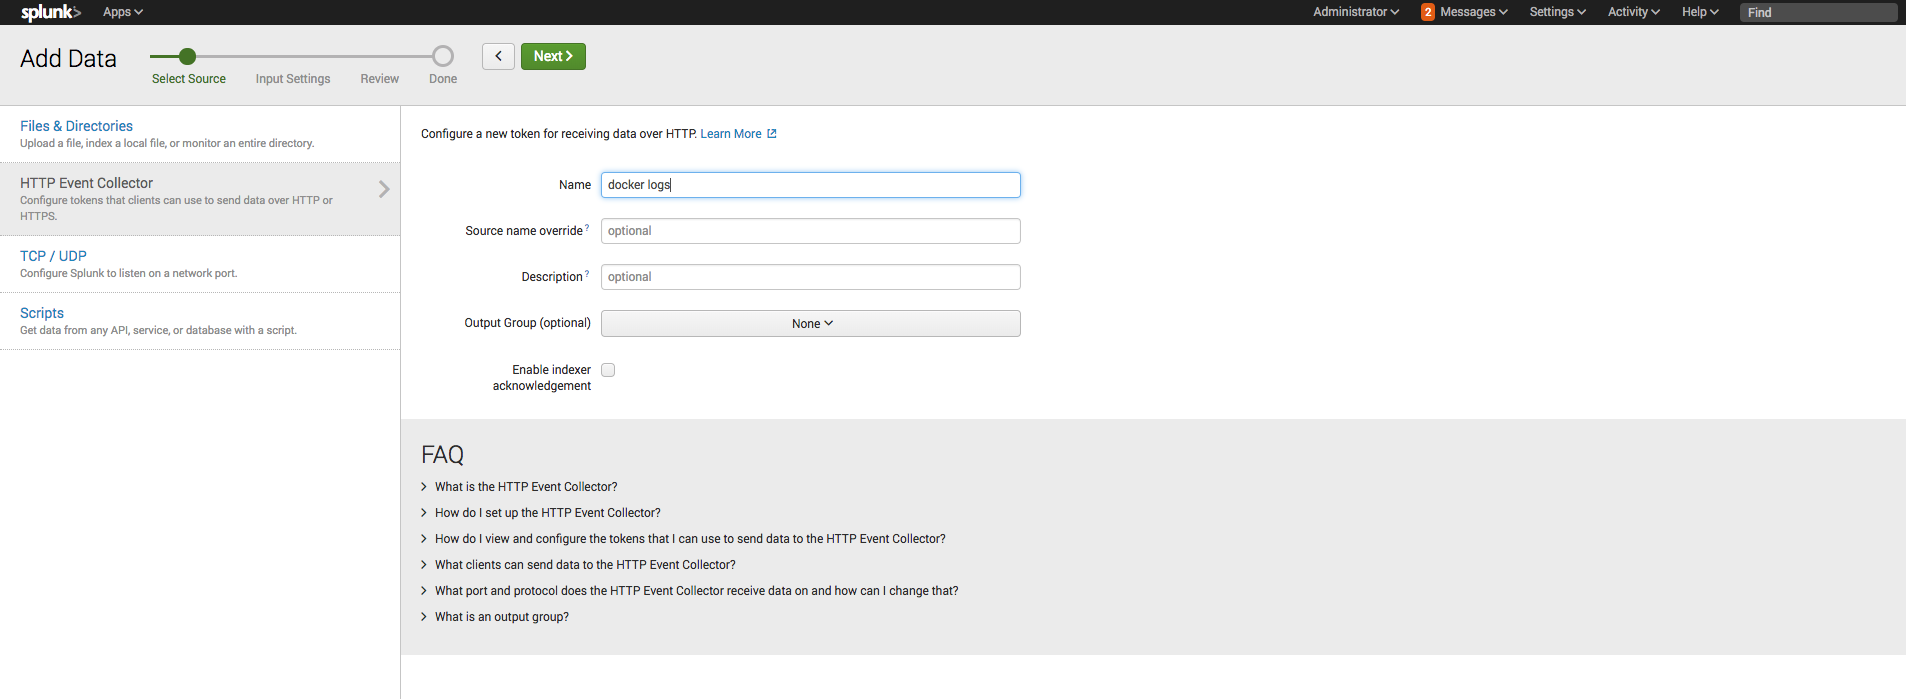 splunk> Apps Administrator 2 Messages Settings Activity Help Find
Add Data
Select Source Input Settings Review Done
Next
Files & Directories
Upload a file, index a local file, or monitor an entire directory.
HTTP Event Collector
Configure tokens that clients can use to send data over HTTP or
HTTPS.
TCP / UDP
Configure Splunk to listen on a network port.
Scripts
Get data from any API, service, or database with a script.
Configure a new token for receiving data over HTTP. Learn More
Name docker logs
Source name override ? optional
Description ? optional
Output Group (optional) None
Enable indexer
acknowledgement
FAQ
What is the HTTP Event Collector?
How do I set up the HTTP Event Collector?
How do I view and configure the tokens that I can use to send data to the HTTP Event Collector?
What clients can send data to the HTTP Event Collector?
What port and protocol does the HTTP Event Collector receive data on and how can I change that?
What is an output group?